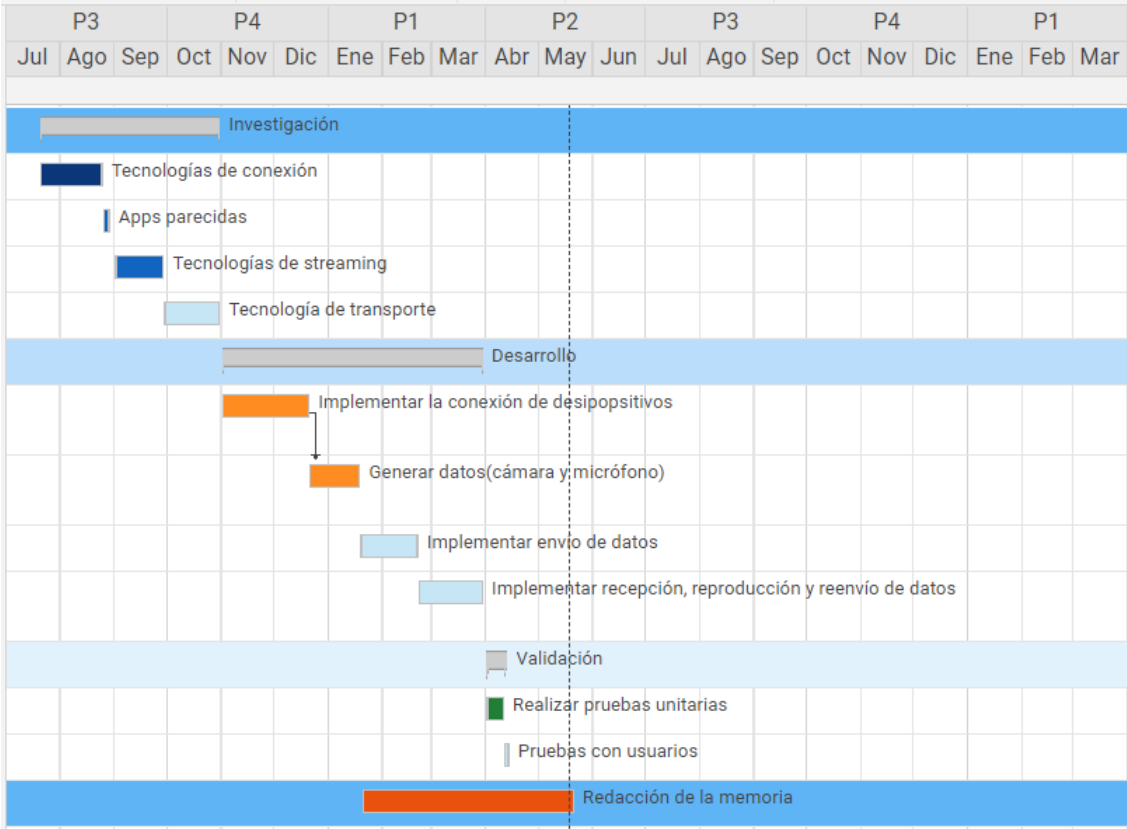 P3 P4 P1 P2 P3 P4 P1
Jul Ago Sep Oct Nov Dic Ene Feb Mar Abr May Jun Jul Ago Sep Oct Nov Dic Ene Feb Mar
Investigación
Tecnologías de conexión
Apps parecidas
Tecnologías de streaming
Tecnología de transporte
Desarrollo
Implementar la conexión de desipopsitivos
Generar datos(cámara y micrófono)
Implementar envío de datos
Implementar recepción, reproducción y reenvío de datos
Validación
Realizar pruebas unitarias
Pruebas con usuarios
Redacción de la memoria